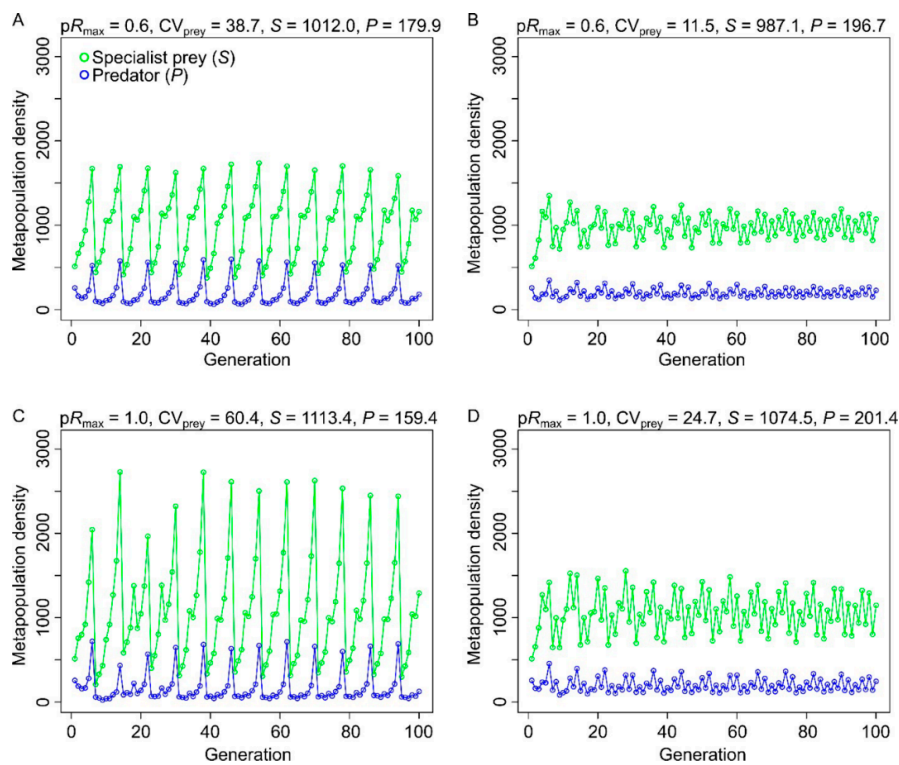 A
pRmax = 0.6, CVprey = 38.7, S = 1012.0, P = 179.9
Specialist prey (S)
Predator (P)
Metapopulation density
3000
2000
1000
0
0 20 40 60 80 100
Generation
B
pRmax = 0.6, CVprey = 11.5, S = 987.1, P = 196.7
Metapopulation density
3000
2000
1000
0
0 20 40 60 80 100
Generation
C
pRmax = 1.0, CVprey = 60.4, S = 1113.4, P = 159.4
Metapopulation density
3000
2000
1000
0
0 20 40 60 80 100
Generation
D
pRmax = 1.0, CVprey = 24.7, S = 1074.5, P = 201.4
Metapopulation density
3000
2000
1000
0
0 20 40 60 80 100
Generation